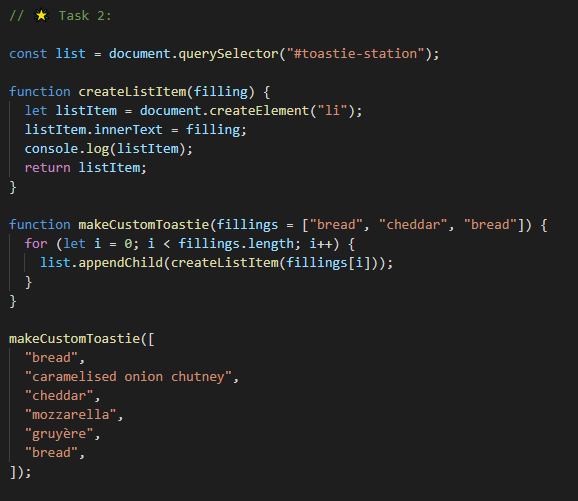 // ⭐ Task 2:

const list = document.querySelector("#toastie-station");

function createListItem(filling) {
  let listItem = document.createElement("li");
  listItem.innerText = filling;
  console.log(listItem);
  return listItem;
}

function makeCustomToastie(fillings = ["bread", "cheddar", "bread"]) {
  for (let i = 0; i < fillings.length; i++) {
    list.appendChild(createListItem(fillings[i]));
  }
}

makeCustomToastie([
  "bread",
  "caramelised onion chutney",
  "cheddar",
  "mozzarella",
  "gruyère",
  "bread",
]);